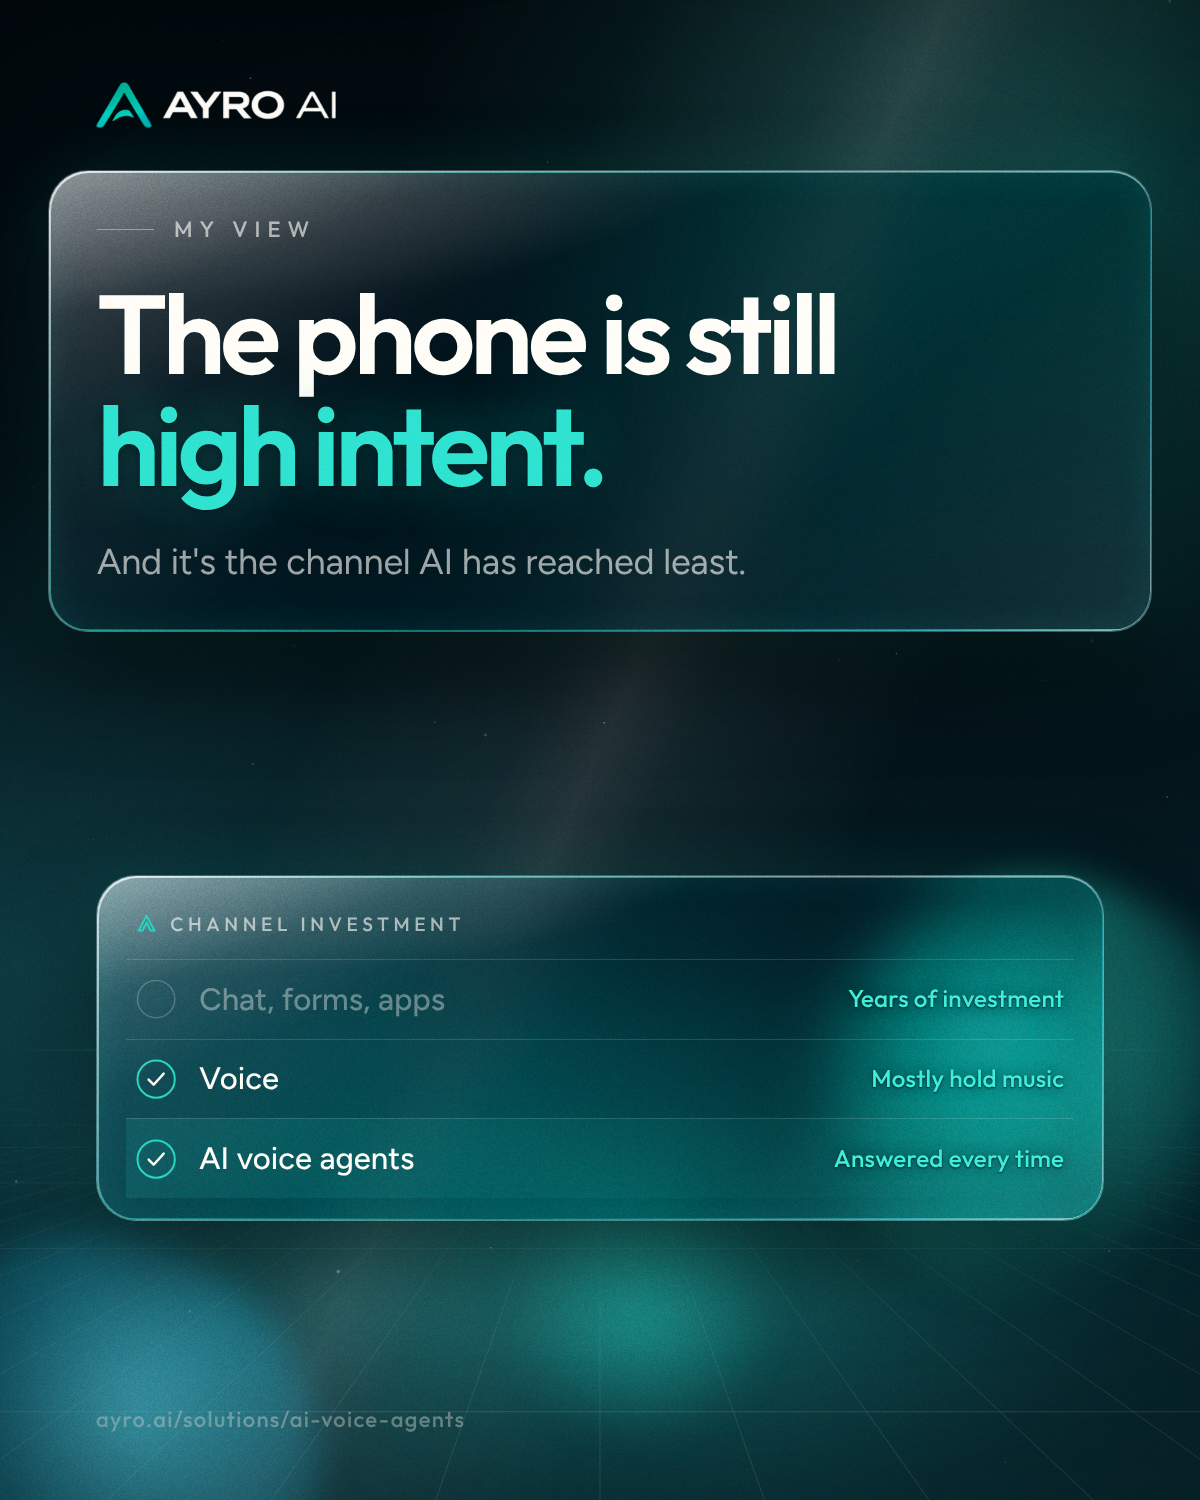 AYRO AI
MY VIEW
The phone is still
high intent.
And it's the channel AI has reached least.
CHANNEL INVESTMENT
Chat, forms, apps
Years of investment
Voice
Mostly hold music
AI voice agents
Answered every time
ayro.ai/solutions/ai-voice-agents